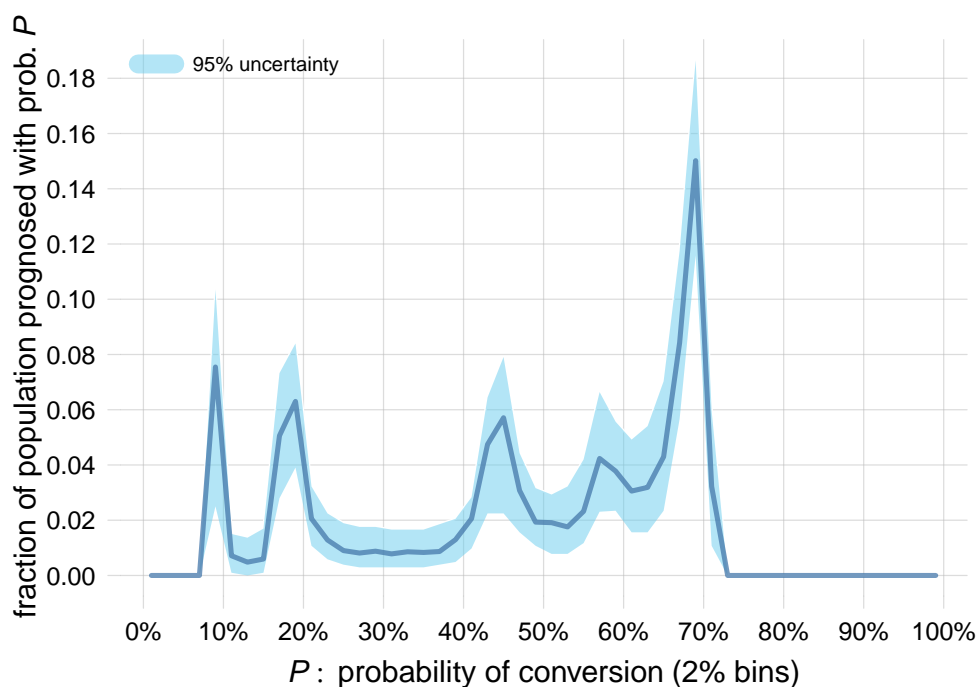 fraction of population prognosed with prob. P
95% uncertainty
0.18
0.16
0.14
0.12
0.10
0.08
0.06
0.04
0.02
0.00
0% 10% 20% 30% 40% 50% 60% 70% 80% 90% 100%
P : probability of conversion (2% bins)